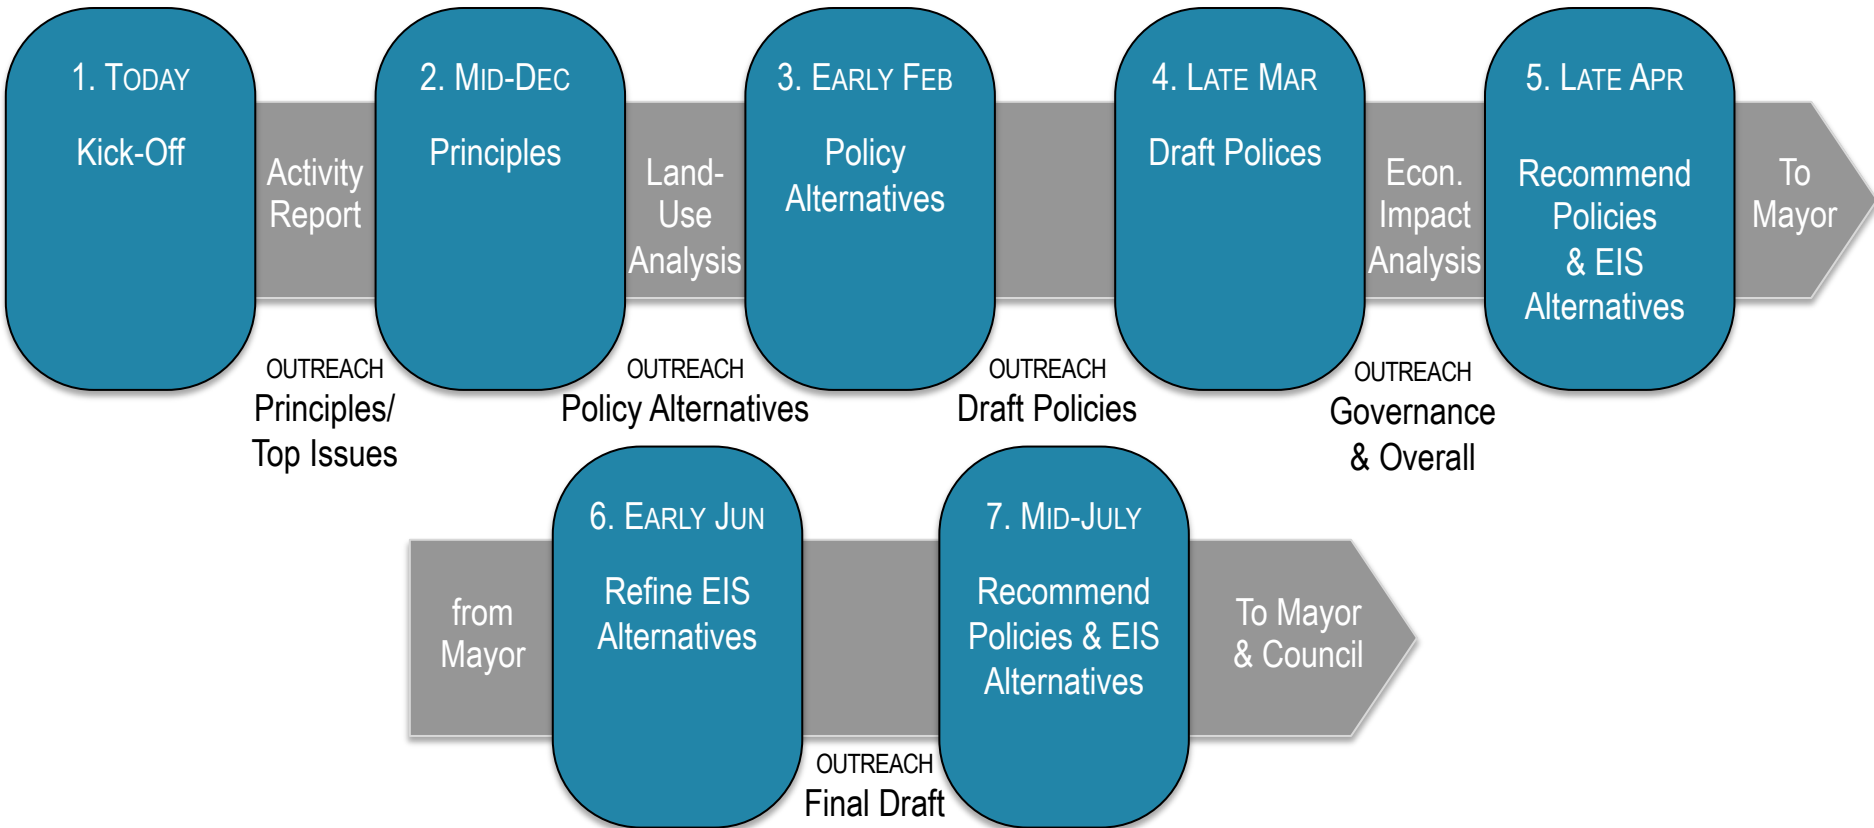 1. TODAY
Kick-Off
Activity
Report
2. MID-DEC
Principles
Land-
Use
Analysis
3. EARLY FEB
Policy
Alternatives
4. LATE MAR
Draft Polices
Econ.
Impact
Analysis
5. LATE APR
Recommend
Policies
& EIS
Alternatives
To
Mayor
OUTREACH
Principles/
Top Issues
OUTREACH
Policy Alternatives
OUTREACH
Draft Policies
OUTREACH
Governance
& Overall
from
Mayor
6. EARLY JUN
Refine EIS
Alternatives
7. MID-JULY
Recommend
Policies & EIS
Alternatives
To Mayor
& Council
OUTREACH
Final Draft